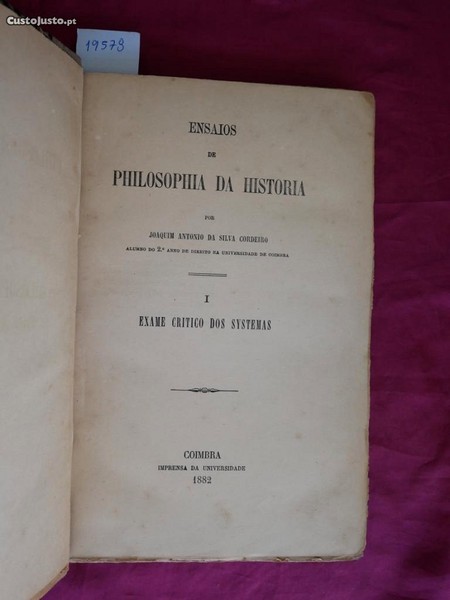 CustoJusto.pt
19578
ENSAIOS
DE
PHILOSOPHIA DA HISTORIA
POR
JOAQUIM ANTONIO DA SILVA CORDEIRO
ALUMNO DO 2.º ANNO DE DIREITO NA UNIVERSIDADE DE COIMBRA
I
EXAME CRITICO DOS SYSTEMAS
COIMBRA
IMPRENSA DA UNIVERSIDADE
1882